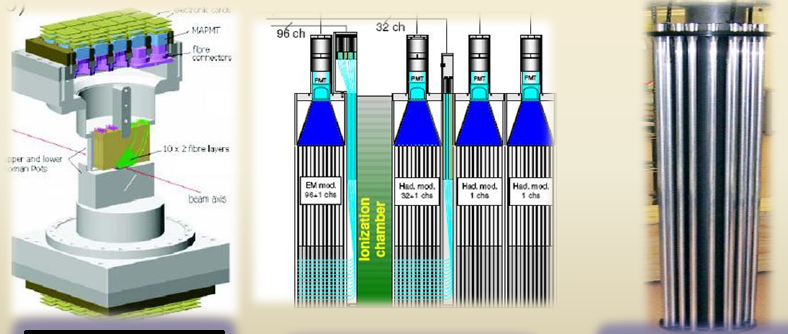 electronic cards
MAPMT
fibre
connectors
10 x 2 fibre layers
upper and lower
Roman Pots
beam axis
96 ch
32 ch
PMT
PMT
PMT
PMT
EM mod.
96+1 chs
Had. mod.
32+1 chs
Had. mod.
1 chs
Had. mod.
1 chs
Ionization
chamber